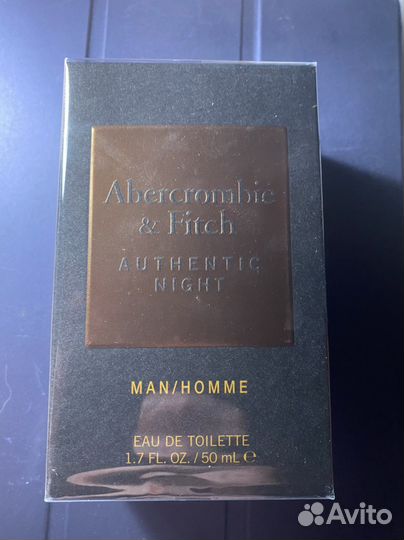 Abercrombie
& Fitch
AUTHENTIC
NIGHT
MAN/HOMME
EAU DE TOILETTE
1.7 FL. OZ. / 50 mL ℮
Avito